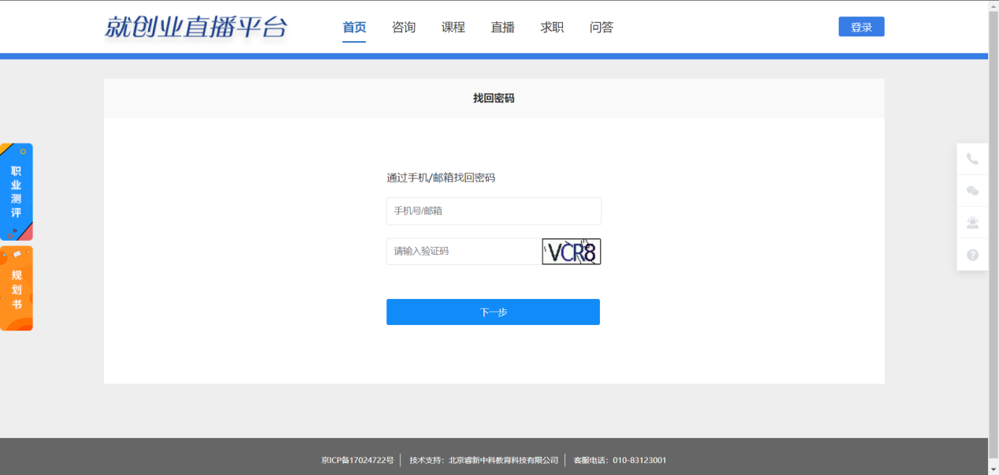 就创业直播平台
首页 咨询 课程 直播 求职 问答
登录
找回密码
职业测评
规划书
通过手机/邮箱找回密码
手机号/邮箱
请输入验证码 VCR8
下一步
京ICP备17024722号 技术支持：北京睿新中科教育科技有限公司 客服电话：010-83123001